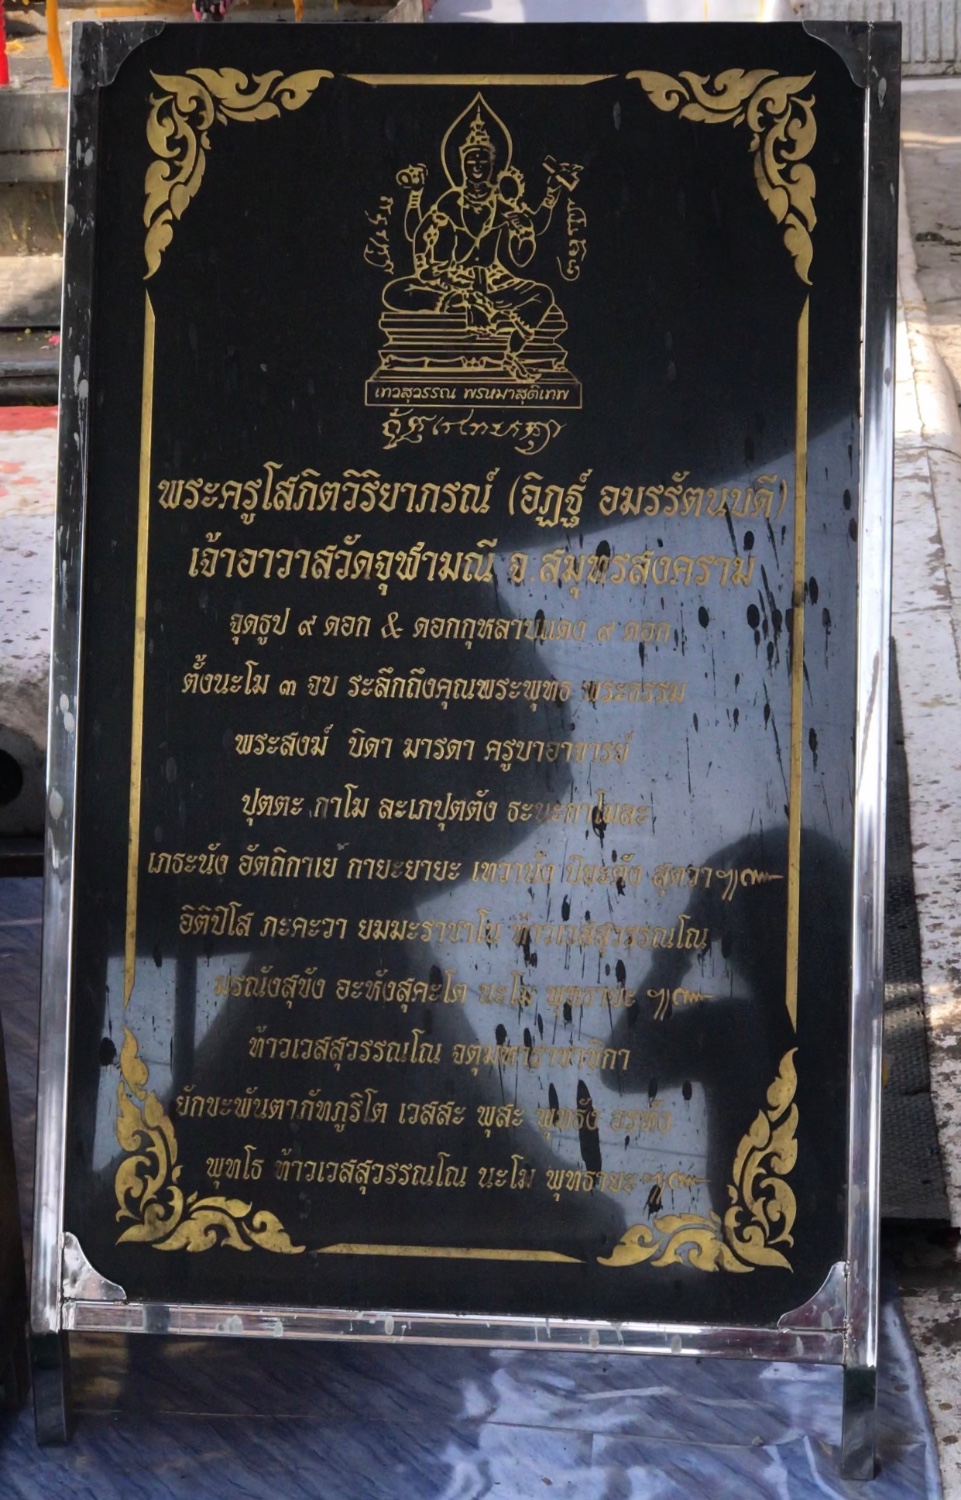 เทวสุวรรณ พรหมาสุติเทพ
พระครูโสภิตวิริยาภรณ์ (อิฏฐ์ อมรรัตนบดี)
เจ้าอาวาสวัดจุฬามณี จ.สมุทรสงคราม
จุดธูป ๙ ดอก & ดอกกุหลาบแดง ๙ ดอก
ตั้งนะโม ๓ จบ ระลึกถึงคุณพระพุทธ พระธรรม
พระสงฆ์ บิดา มารดา ครูบาอาจารย์
ปุตตะ กาโม ละเภปุตตัง ธะนะกาโมละ
เภธะนัง อัตถิกาเย กายะยายะ เทวานัง ปิยะตัง สุตวาฯ
อิติปิโส ภะคะวา ยมมะราชาโน ท้าวเวสสุวรรณโณ
มรณังสุขัง อะหังสุคะโต นะโม พุทธายะ ฯ
ท้าวเวสสุวรรณโณ จตุมหาราชาชิกา
ยักขะพันตาภัทภูริโต เวสสะ พุสะ พุทธัง อรหัง
พุทโธ ท้าวเวสสุวรรณโณ นะโม พุทธายะฯ